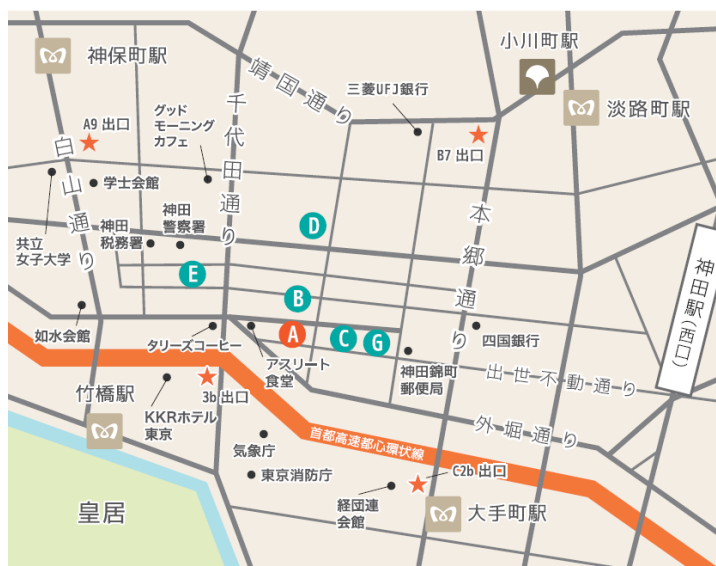 神保町駅
小川町駅
淡路町駅
靖国通り
三菱UFJ銀行
A9 出口
グッド
モーニング
カフェ
千代田通り
B7 出口
白山通り
学士会館
共立
女子大学
神田
税務署
神田
警察署
本郷通り
D
E
B
A
C
G
神田駅(西口)
如水会館
タリーズコーヒー
アスリート
食堂
四国銀行
神田錦町
郵便局
出世不動通り
竹橋駅
KKRホテル
東京
3b 出口
外堀通り
首都高速都心環状線
気象庁
東京消防庁
C2b 出口
経団連
会館
大手町駅
皇居